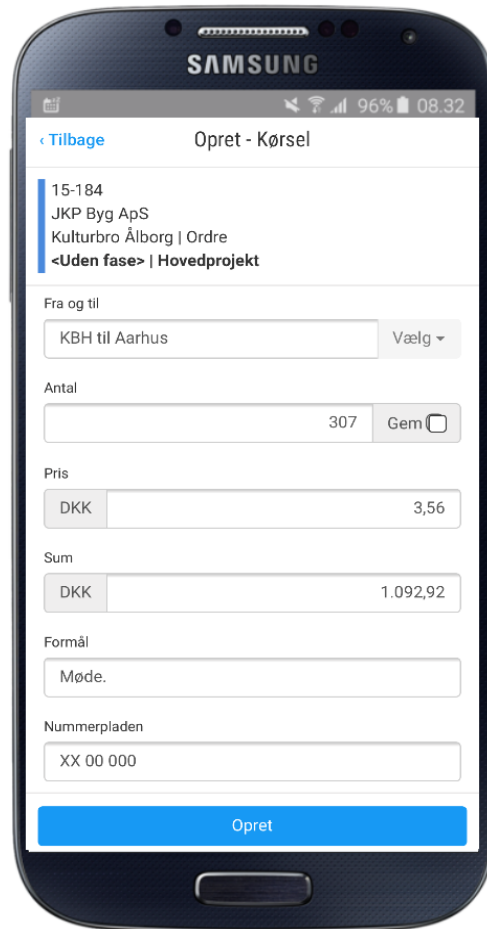 SAMSUNG
96% 08.32
‹ Tilbage Opret - Kørsel
15-184
JKP Byg ApS
Kulturbro Ålborg | Ordre
<Uden fase> | Hovedprojekt
Fra og til
KBH til Aarhus Vælg
Antal
307 Gem
Pris
DKK 3,56
Sum
DKK 1.092,92
Formål
Møde.
Nummerpladen
XX 00 000
Opret